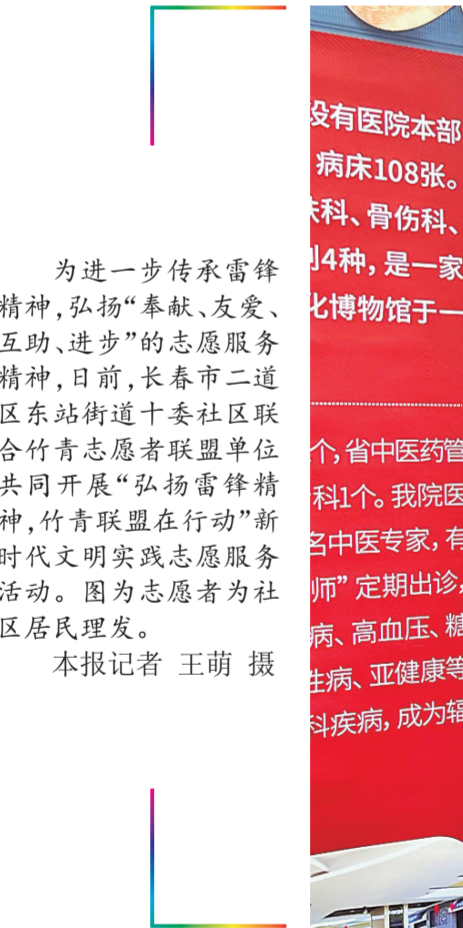 为进一步传承雷锋
精神,弘扬“奉献、友爱、
互助、进步”的志愿服务
精神,日前,长春市二道
区东站街道十委社区联
合竹青志愿者联盟单位
共同开展“弘扬雷锋精
神,竹青联盟在行动”新
时代文明实践志愿服务
活动。图为志愿者为社
区居民理发。
本报记者 王萌 摄
设有医院本部
病床108张。
科、骨伤科、
4种，是一家
化博物馆于一
个，省中医药管
科1个。我院医
名中医专家，有
师”定期出诊，
病、高血压、糖
性病、亚健康等
科疾病，成为辐